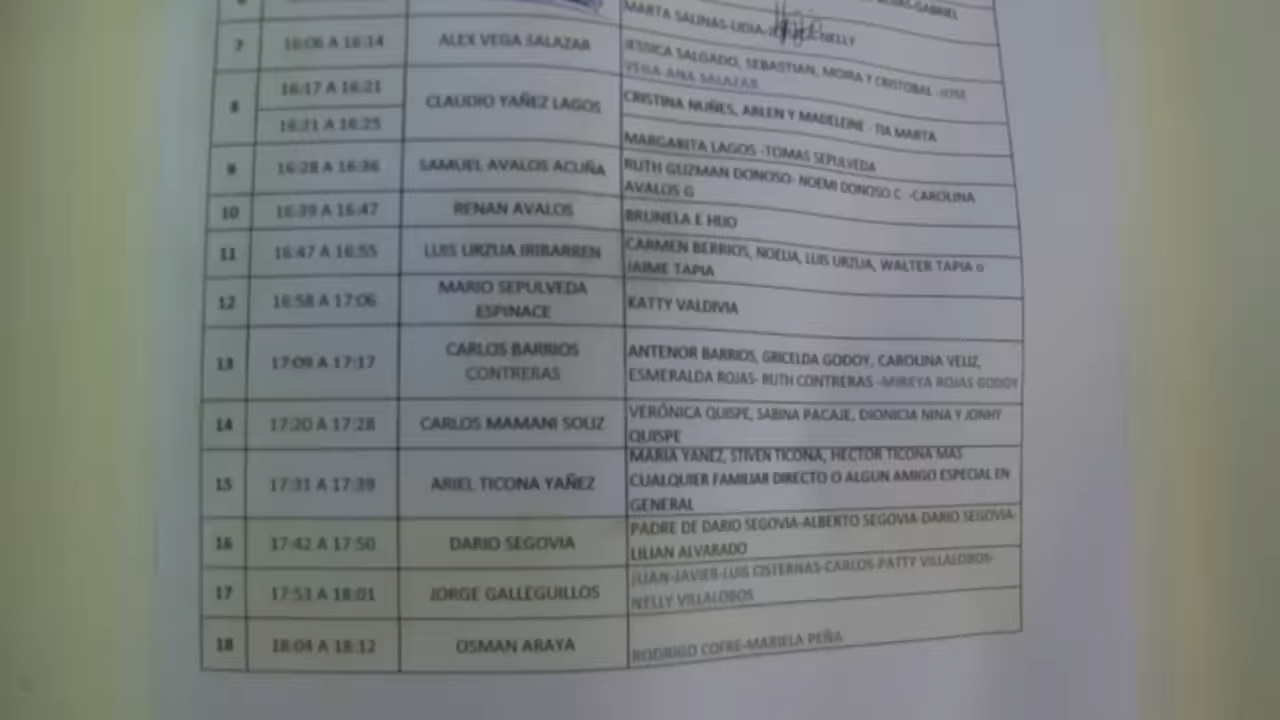 ROJAS-GABRIEL
MARTA SALINAS-LIDIA- NELLY
7 16:06 A 16:14 ALEX VEGA SALAZAR JESSICA SALGADO, SEBASTIAN, MOIRA Y CRISTOBAL -JOSE
VEGA-ANA SALAZAR
8 16:17 A 16:21 CLAUDIO YAÑEZ LAGOS CRISTINA NUÑES, ARLEN Y MADELEINE - TIA MARTA
16:21 A 16:25 MARGARITA LAGOS -TOMAS SEPULVEDA
9 16:28 A 16:36 SAMUEL AVALOS ACUÑA RUTH GUZMAN DONOSO- NOEMI DONOSO C -CAROLINA
AVALOS G
10 16:39 A 16:47 RENAN AVALOS BRUNELA E HIJO
11 16:47 A 16:55 LUIS URZUA IRIBARREN CARMEN BERRIOS, NOELIA, LUIS URZUA, WALTER TAPIA o
JAIME TAPIA
12 16:58 A 17:06 MARIO SEPULVEDA
ESPINACE KATTY VALDIVIA
13 17:09 A 17:17 CARLOS BARRIOS
CONTRERAS ANTENOR BARRIOS, GRICELDA GODOY, CAROLINA VELIZ,
ESMERALDA ROJAS- RUTH CONTRERAS -MIREYA ROJAS GODOY
14 17:20 A 17:28 CARLOS MAMANI SOLIZ VERÓNICA QUISPE, SABINA PACAJE, DIONICIA NINA Y JONHY
QUISPE
15 17:31 A 17:39 ARIEL TICONA YAÑEZ MARIA YAÑEZ, STIVEN TICONA, HECTOR TICONA MAS
CUALQUIER FAMILIAR DIRECTO O ALGUN AMIGO ESPECIAL EN
GENERAL
16 17:42 A 17:50 DARIO SEGOVIA PADRE DE DARIO SEGOVIA-ALBERTO SEGOVIA-DARIO SEGOVIA-
LILIAN ALVARADO
17 17:53 A 18:01 JORGE GALLEGUILLOS JUAN-JAVIER-LUIS CISTERNAS-CARLOS-PATTY VILLALOBOS-
NELLY VILLALOBOS
18 18:04 A 18:12 OSMAN ARAYA RODRIGO COFRE-MARIELA PEÑA